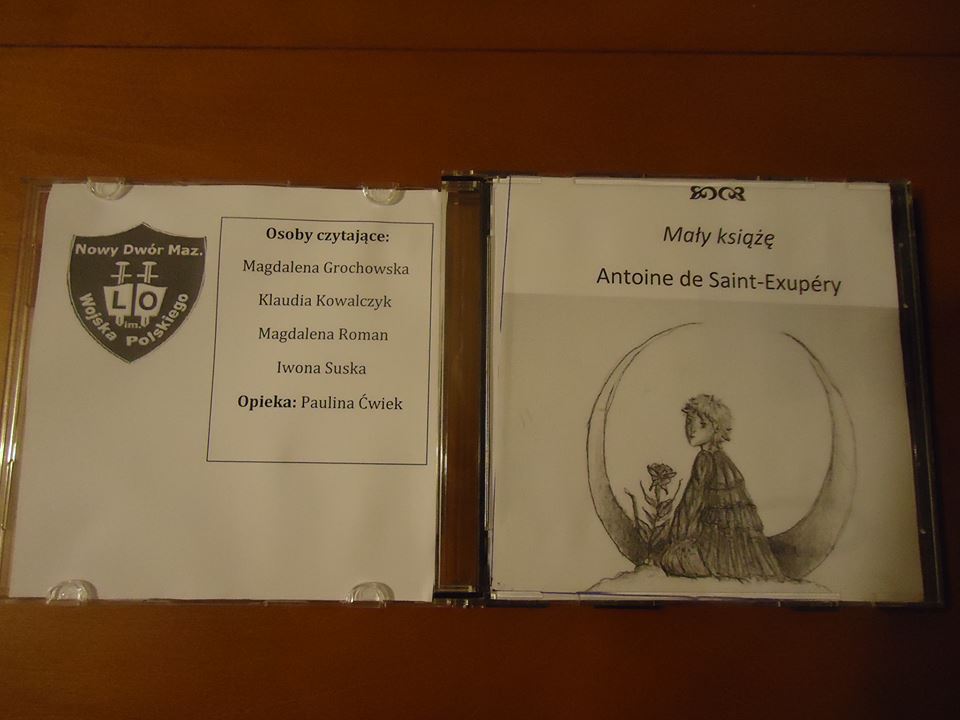 Nowy Dwór Maz.
LO
im.
Wojska Polskiego
Osoby czytające:
Magdalena Grochowska
Klaudia Kowalczyk
Magdalena Roman
Iwona Suska
Opieka: Paulina Ćwiek
Mały książę
Antoine de Saint-Exupéry